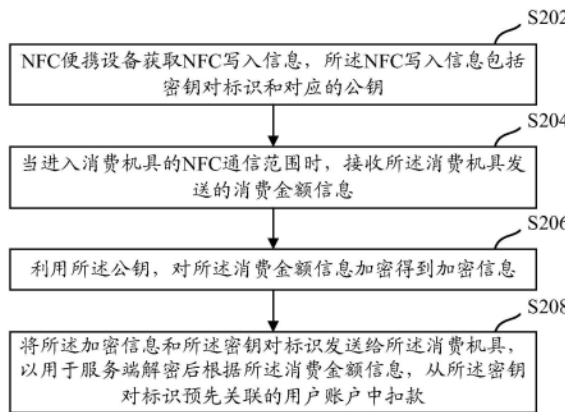 S202
NFC便携设备获取NFC写入信息，所述NFC写入信息包括
密钥对标识和对应的公钥
S204
当进入消费机具的NFC通信范围时，接收所述消费机具发
送的消费金额信息
S206
利用所述公钥，对所述消费金额信息加密得到加密信息
S208
将所述加密信息和所述密钥对标识发送给所述消费机具，
以用于服务端解密后根据所述消费金额信息，从所述密钥
对标识预先关联的用户账户中扣款